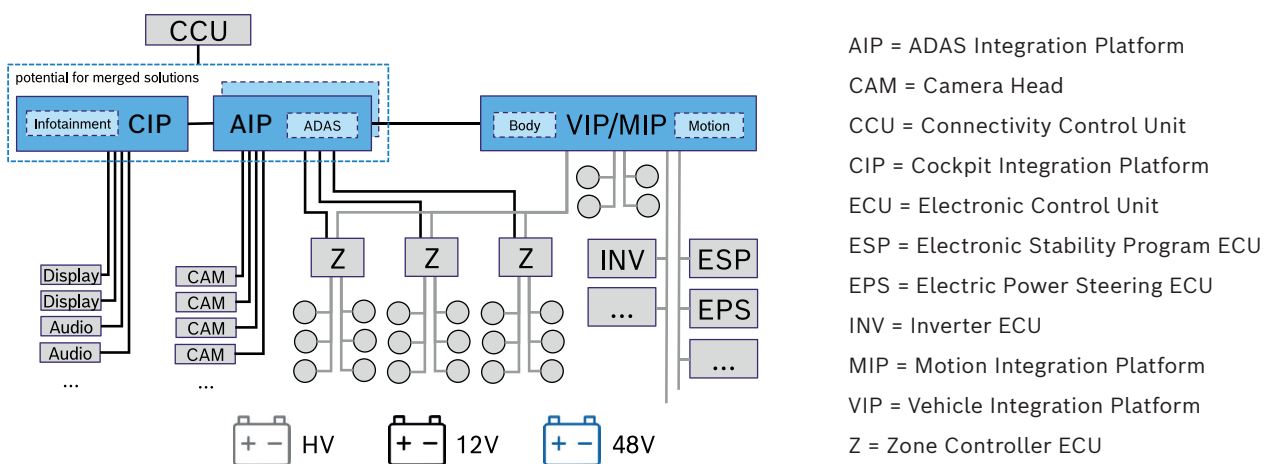 CCU
potential for merged solutions
Infotainment CIP
AIP ADAS
Body VIP/MIP Motion
Z Z Z
INV ESP
... EPS
...
Display
Display
Audio
Audio
...
CAM
CAM
CAM
CAM
...
+ − HV
+ − 12V
+ − 48V
AIP = ADAS Integration Platform
CAM = Camera Head
CCU = Connectivity Control Unit
CIP = Cockpit Integration Platform
ECU = Electronic Control Unit
ESP = Electronic Stability Program ECU
EPS = Electric Power Steering ECU
INV = Inverter ECU
MIP = Motion Integration Platform
VIP = Vehicle Integration Platform
Z = Zone Controller ECU